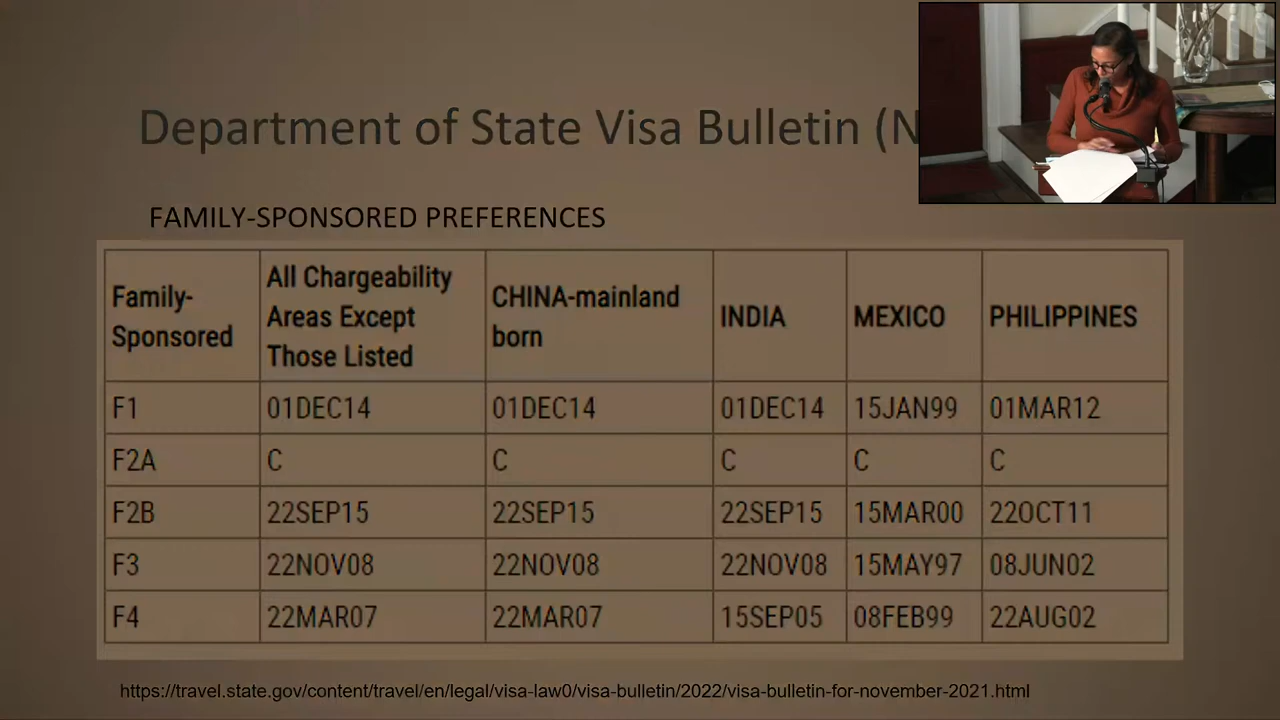 Department of State Visa Bulletin (N
FAMILY-SPONSORED PREFERENCES
Family-Sponsored | All Chargeability Areas Except Those Listed | CHINA-mainland born | INDIA | MEXICO | PHILIPPINES
F1 | 01DEC14 | 01DEC14 | 01DEC14 | 15JAN99 | 01MAR12
F2A | C | C | C | C | C
F2B | 22SEP15 | 22SEP15 | 22SEP15 | 15MAR00 | 22OCT11
F3 | 22NOV08 | 22NOV08 | 22NOV08 | 15MAY97 | 08JUN02
F4 | 22MAR07 | 22MAR07 | 15SEP05 | 08FEB99 | 22AUG02
https://travel.state.gov/content/travel/en/legal/visa-law0/visa-bulletin/2022/visa-bulletin-for-november-2021.html